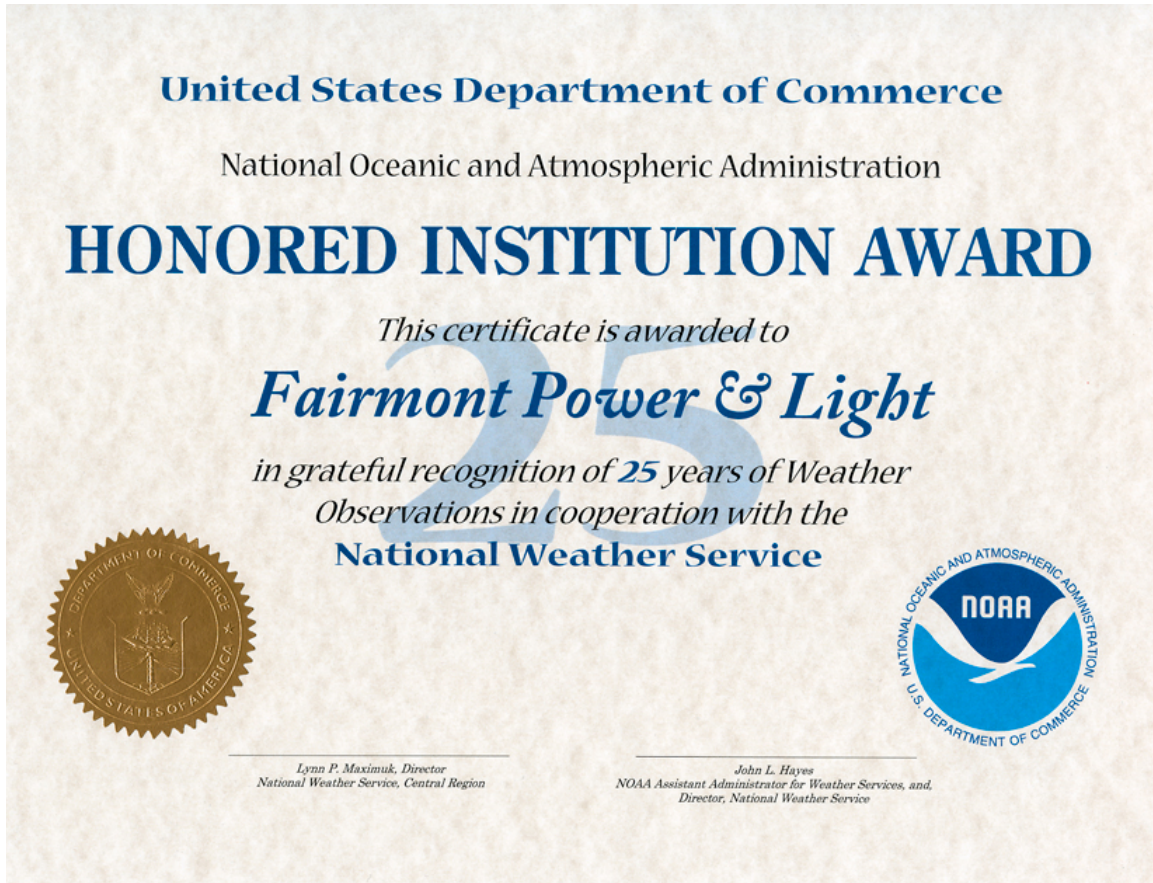 United States Department of Commerce
National Oceanic and Atmospheric Administration
HONORED INSTITUTION AWARD
25
This certificate is awarded to
Fairmont Power & Light
in grateful recognition of 25 years of Weather
Observations in cooperation with the
National Weather Service
DEPARTMENT OF COMMERCE
UNITED STATES OF AMERICA
NATIONAL OCEANIC AND ATMOSPHERIC ADMINISTRATION
NOAA
U.S. DEPARTMENT OF COMMERCE
Lynn P. Maximuk, Director
National Weather Service, Central Region
John L. Hayes
NOAA Assistant Administrator for Weather Services, and,
Director, National Weather Service